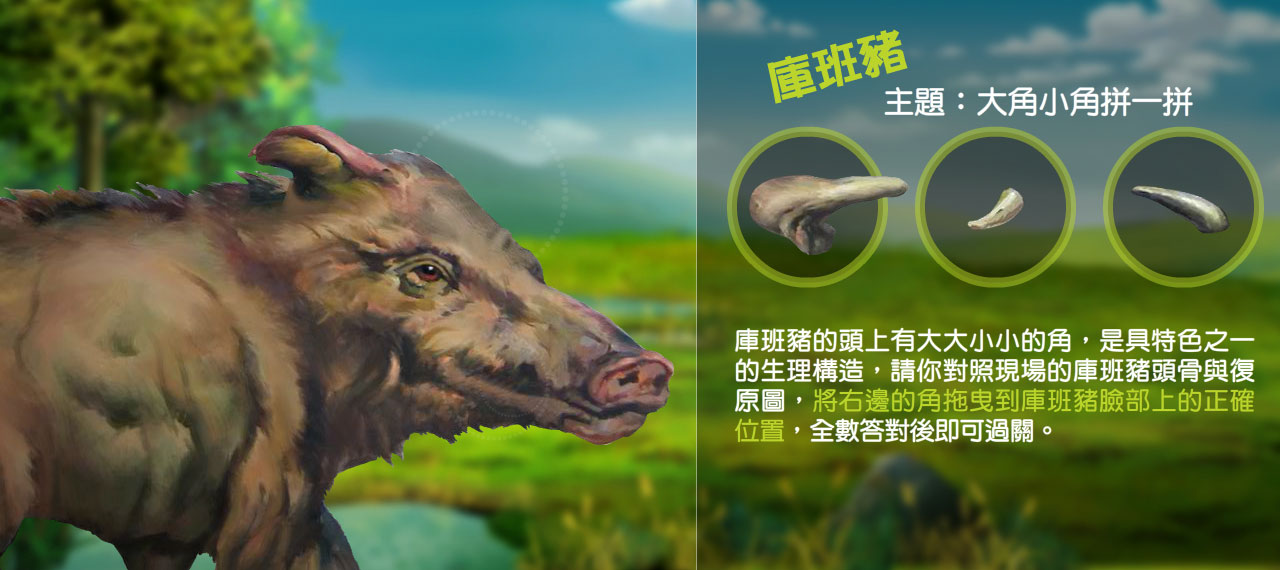 庫班豬
主題：大角小角拼一拼
庫班豬的頭上有大大小小的角，是具特色之一
的生理構造，請你對照現場的庫班豬頭骨與復
原圖，將右邊的角拖曳到庫班豬臉部上的正確
位置，全數答對後即可過關。